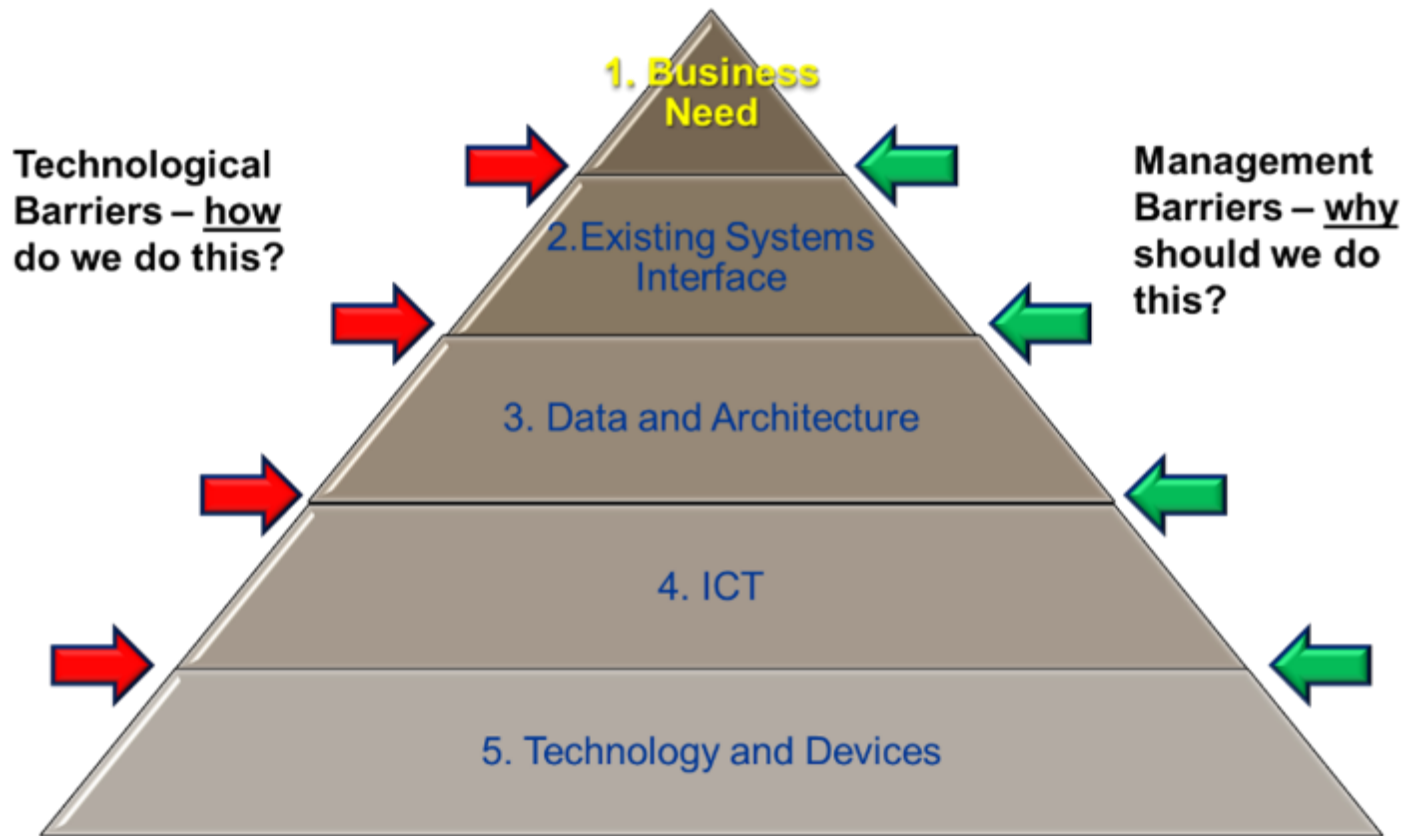 1. Business
Need
Technological
Barriers – how
do we do this?
Management
Barriers – why
should we do
this?
2.Existing Systems
Interface
3. Data and Architecture
4. ICT
5. Technology and Devices